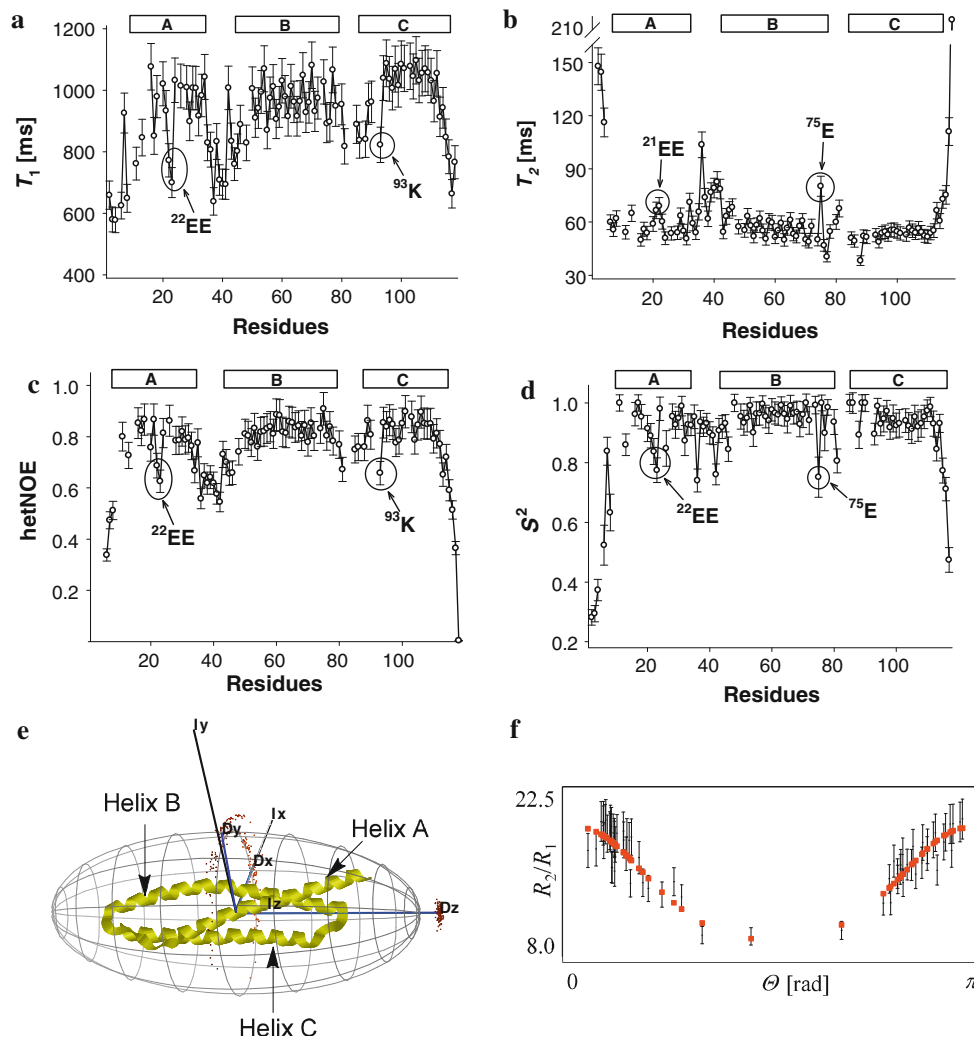 a
A B C
T1 [ms]
1200
1000
800
600
400
22EE
93K
20 40 60 80 100
Residues
b
A B C
T2 [ms]
210
150
120
90
60
30
21EE
75E
20 40 60 80 100
Residues
c
A B C
hetNOE
1.0
0.8
0.6
0.4
0.2
22EE
93K
20 40 60 80 100
Residues
d
A B C
S2
1.0
0.8
0.6
0.4
0.2
22EE
75E
20 40 60 80 100
Residues
e
Iy
Helix B
Dy
Ix
Helix A
Dx
Iz
Dz
Helix C
f
22.5
R2/R1
8.0
0 Θ [rad] π